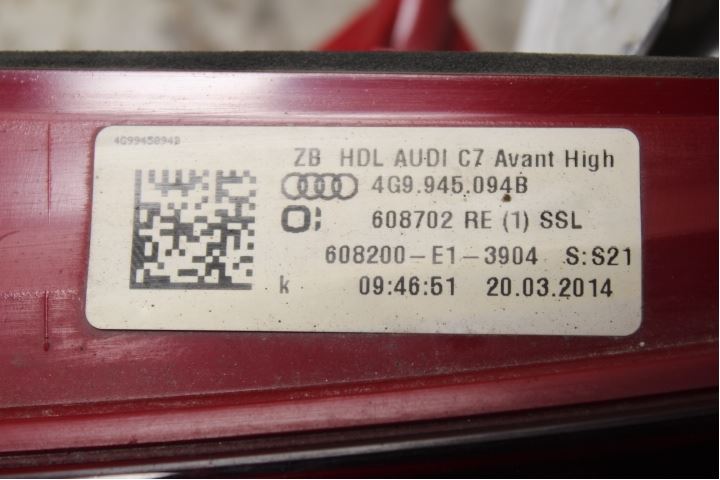 4G9945094B
ZB HDL AUDI C7 Avant High
4G9.945.094B
608702 RE (1) SSL
608200-E1-3904 S:S21
k 09:46:51 20.03.2014